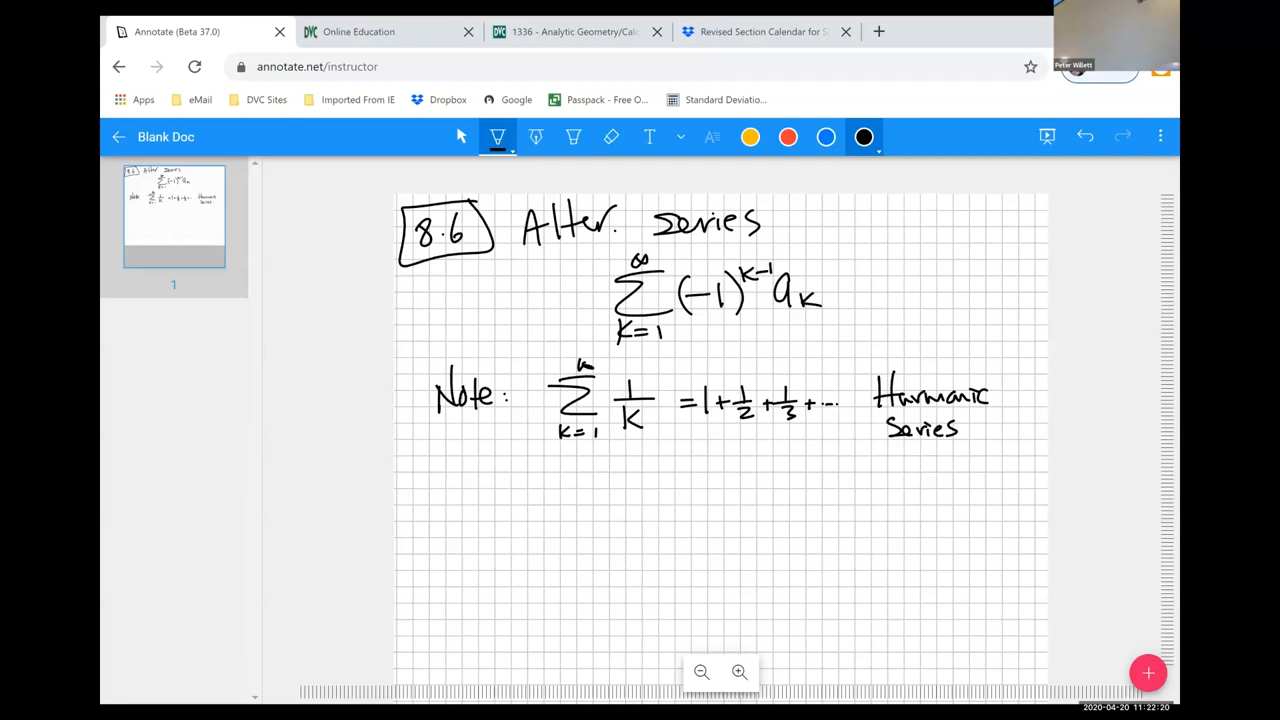 Annotate (Beta 37.0)
Online Education
1336 - Analytic Geometry/Calc
Revised Section Calendar for S
Peter Willett
annotate.net/instructor
Apps
eMail
DVC Sites
Imported From IE
Dropbox
Google
Passpack - Free O...
Standard Deviatio...
Blank Doc
8.6 Alter. series
∞
∑ (-1)^{k-1} a_k
k=1
Note: ∑_{k=1} 1/k = 1 + 1/2 + 1/3 + ... Harmonic
Series
1
2020-04-20 11:22:20